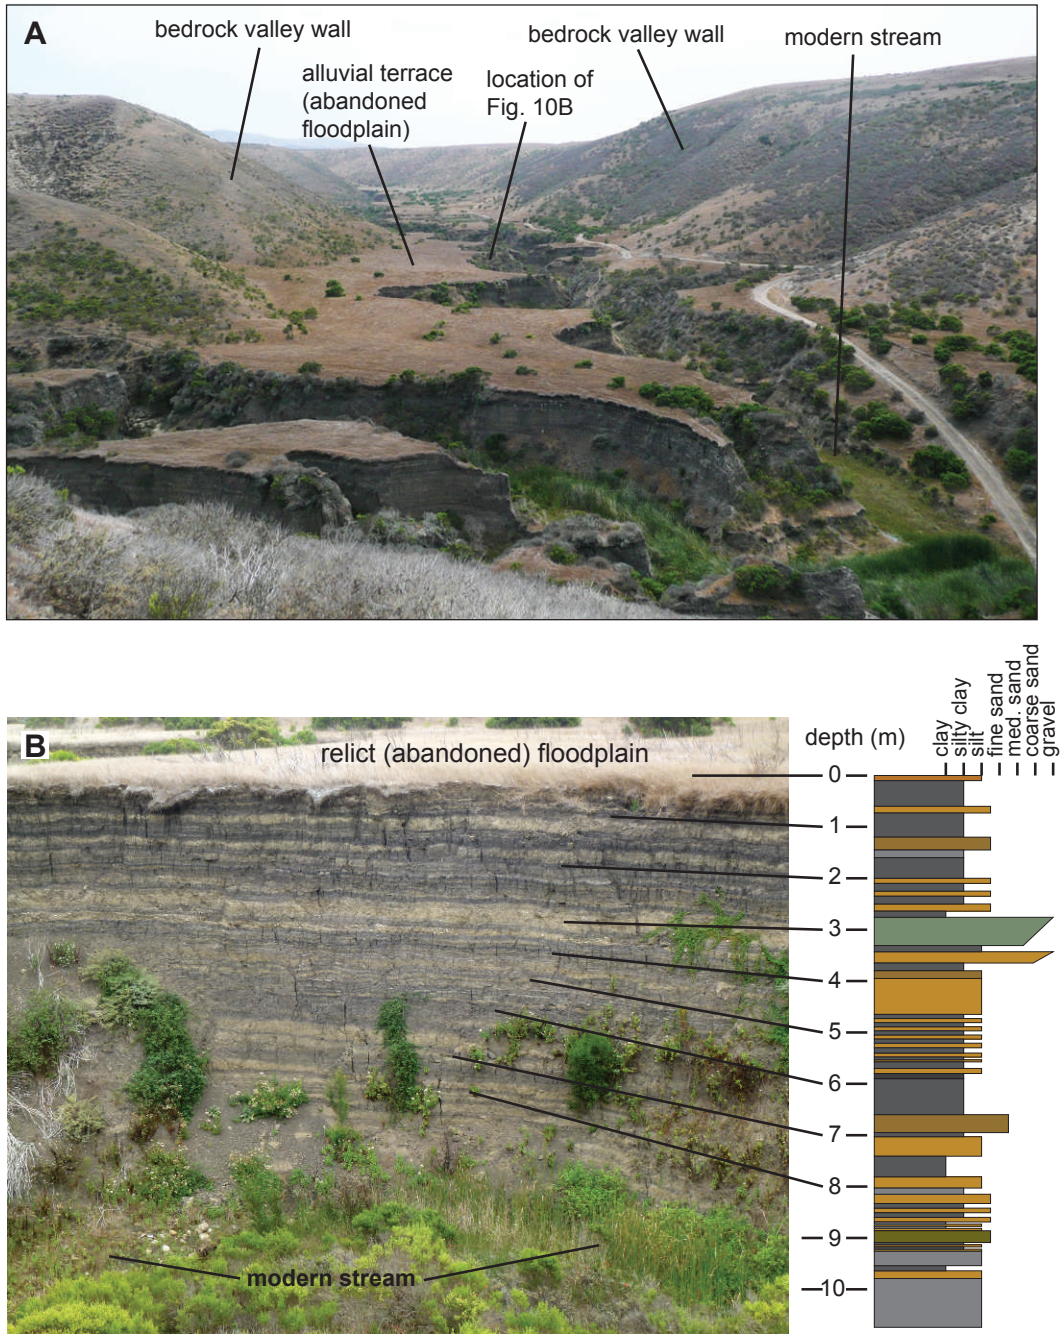 A
bedrock valley wall
bedrock valley wall
modern stream
alluvial terrace
(abandoned
floodplain)
location of
Fig. 10B
B
relict (abandoned) floodplain
modern stream
depth (m)
clay
silty clay
silt
fine sand
med. sand
coarse sand
gravel
0
1
2
3
4
5
6
7
8
9
10